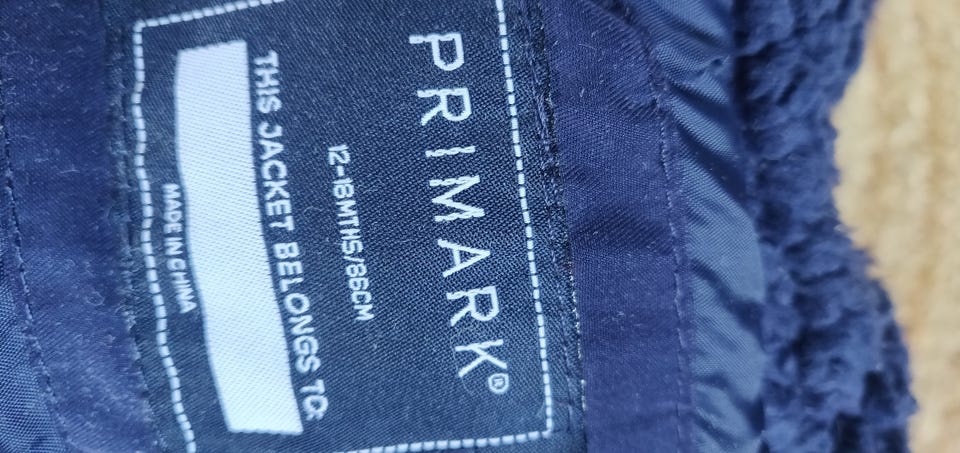 PRIMARK®
12-18MTHS/86CM
THIS JACKET BELONGS TO:
MADE IN CHINA